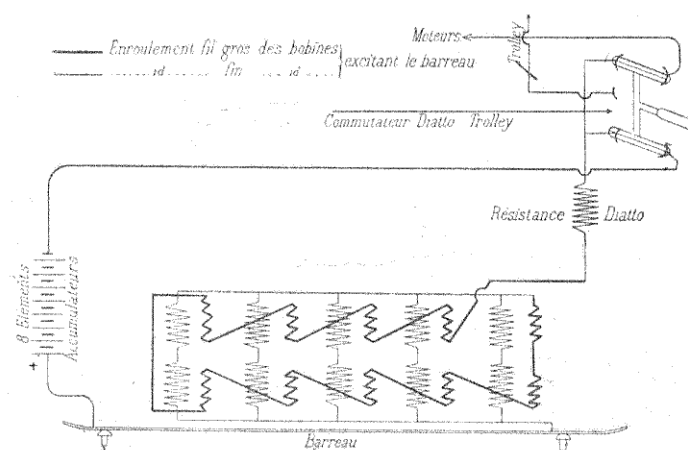 Moteurs
Trolley
Enroulement fil gros des bobines
id fin id
excitant le barreau
Commutateur Diatto Trolley
Résistance Diatto
8 Elements
Accumulateurs
+
Barreau